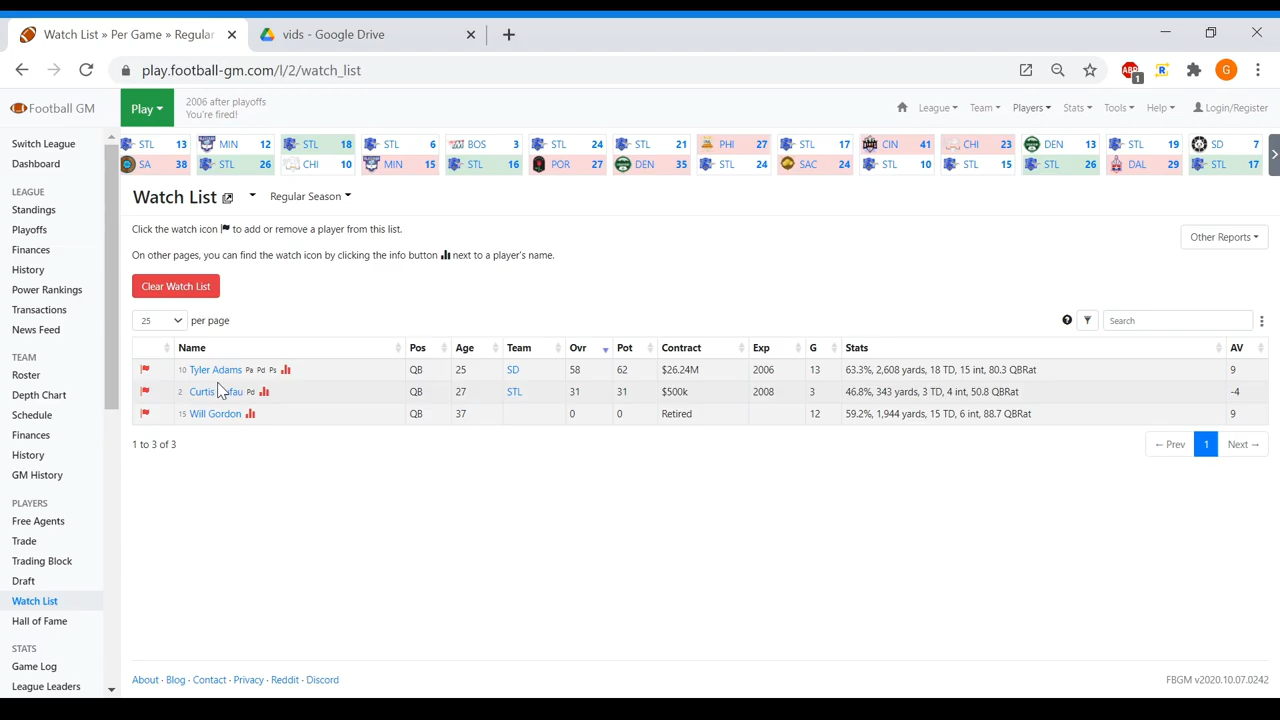 Watch List » Per Game » Regular
vids - Google Drive
play.football-gm.com/l/2/watch_list
ABP
1
R
G
Football GM
Play
2006 after playoffs
You're fired!
League
Team
Players
Stats
Tools
Help
Login/Register
STL 13
SA 38
MIN 12
STL 26
STL 18
CHI 10
STL 6
MIN 15
BOS 3
STL 16
STL 24
POR 27
STL 21
DEN 35
PHI 27
STL 24
STL 17
SAC 24
CIN 41
STL 10
CHI 23
STL 15
DEN 13
STL 26
STL 19
DAL 29
SD 7
STL 17
Switch League
Dashboard
LEAGUE
Standings
Playoffs
Finances
History
Power Rankings
Transactions
News Feed
TEAM
Roster
Depth Chart
Schedule
Finances
History
GM History
PLAYERS
Free Agents
Trade
Trading Block
Draft
Watch List
Hall of Fame
STATS
Game Log
League Leaders
Watch List
Regular Season
Click the watch icon to add or remove a player from this list.
On other pages, you can find the watch icon by clicking the info button next to a player's name.
Other Reports
Clear Watch List
25 per page
Search
Name Pos Age Team Ovr Pot Contract Exp G Stats AV
10 Tyler Adams Pa Pd Ps QB 25 SD 58 62 $26.24M 2006 13 63.3%, 2,608 yards, 18 TD, 15 int, 80.3 QBRat 9
2 Curtis Pd QB 27 STL 31 31 $500k 2008 3 46.8%, 343 yards, 3 TD, 4 int, 50.8 QBRat -4
15 Will Gordon QB 37 0 0 Retired 12 59.2%, 1,944 yards, 15 TD, 6 int, 88.7 QBRat 9
1 to 3 of 3
← Prev 1 Next →
About · Blog · Contact · Privacy · Reddit · Discord
FBGM v2020.10.07.0242